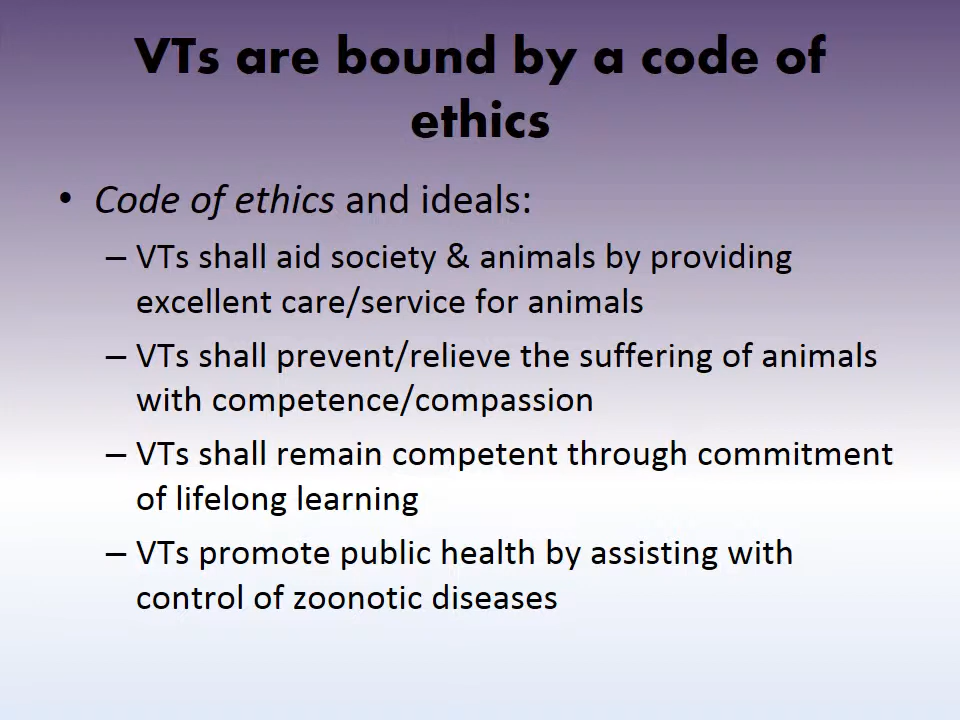 VTs are bound by a code of
ethics
• Code of ethics and ideals:
– VTs shall aid society & animals by providing
excellent care/service for animals
– VTs shall prevent/relieve the suffering of animals
with competence/compassion
– VTs shall remain competent through commitment
of lifelong learning
– VTs promote public health by assisting with
control of zoonotic diseases